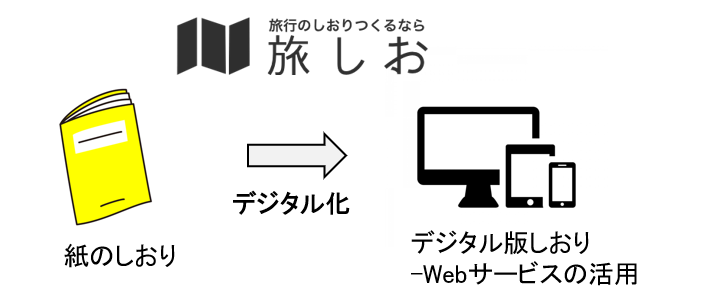 旅行のしおりつくるなら
旅しお
デジタル化
紙のしおり
デジタル版しおり
-Webサービスの活用